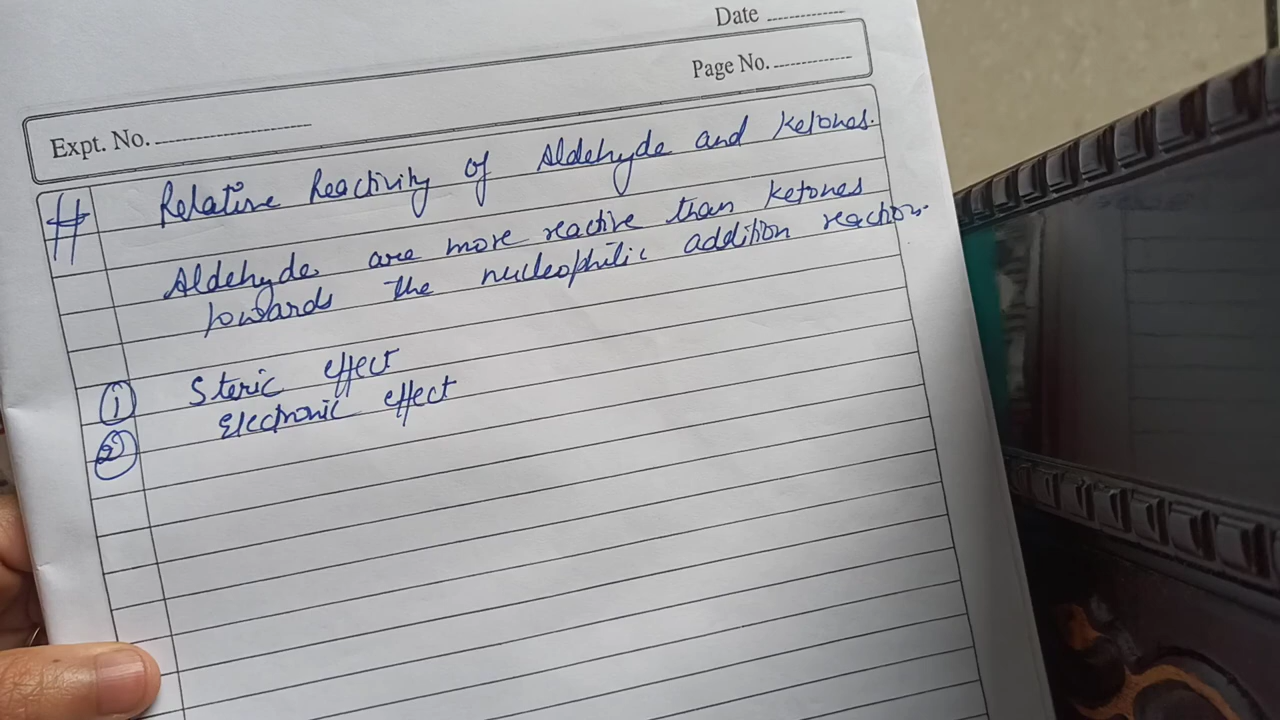 Date
Page No.
Expt. No.
# Relative Reactivity of Aldehyde and Ketones.
Aldehyde are more reactive than ketones
towards the nucleophilic addition reaction.
① Steric effect
② Electronic effect